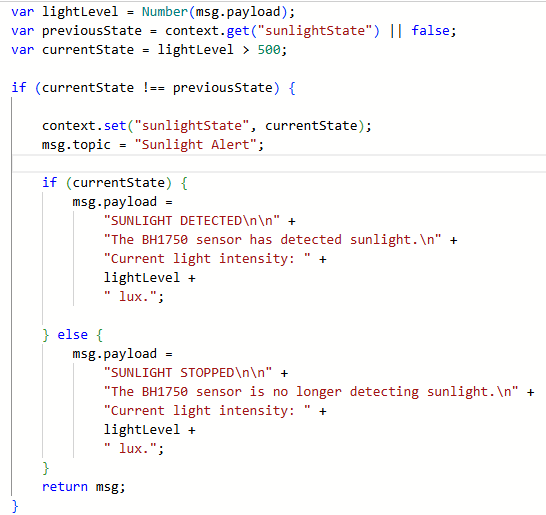 var lightLevel = Number(msg.payload);
var previousState = context.get("sunlightState") || false;
var currentState = lightLevel > 500;
if (currentState !== previousState) {
context.set("sunlightState", currentState);
msg.topic = "Sunlight Alert";
if (currentState) {
msg.payload =
"SUNLIGHT DETECTED\n\n" +
"The BH1750 sensor has detected sunlight.\n" +
"Current light intensity: " +
lightLevel +
" lux.";
} else {
msg.payload =
"SUNLIGHT STOPPED\n\n" +
"The BH1750 sensor is no longer detecting sunlight.\n" +
"Current light intensity: " +
lightLevel +
" lux.";
}
return msg;
}